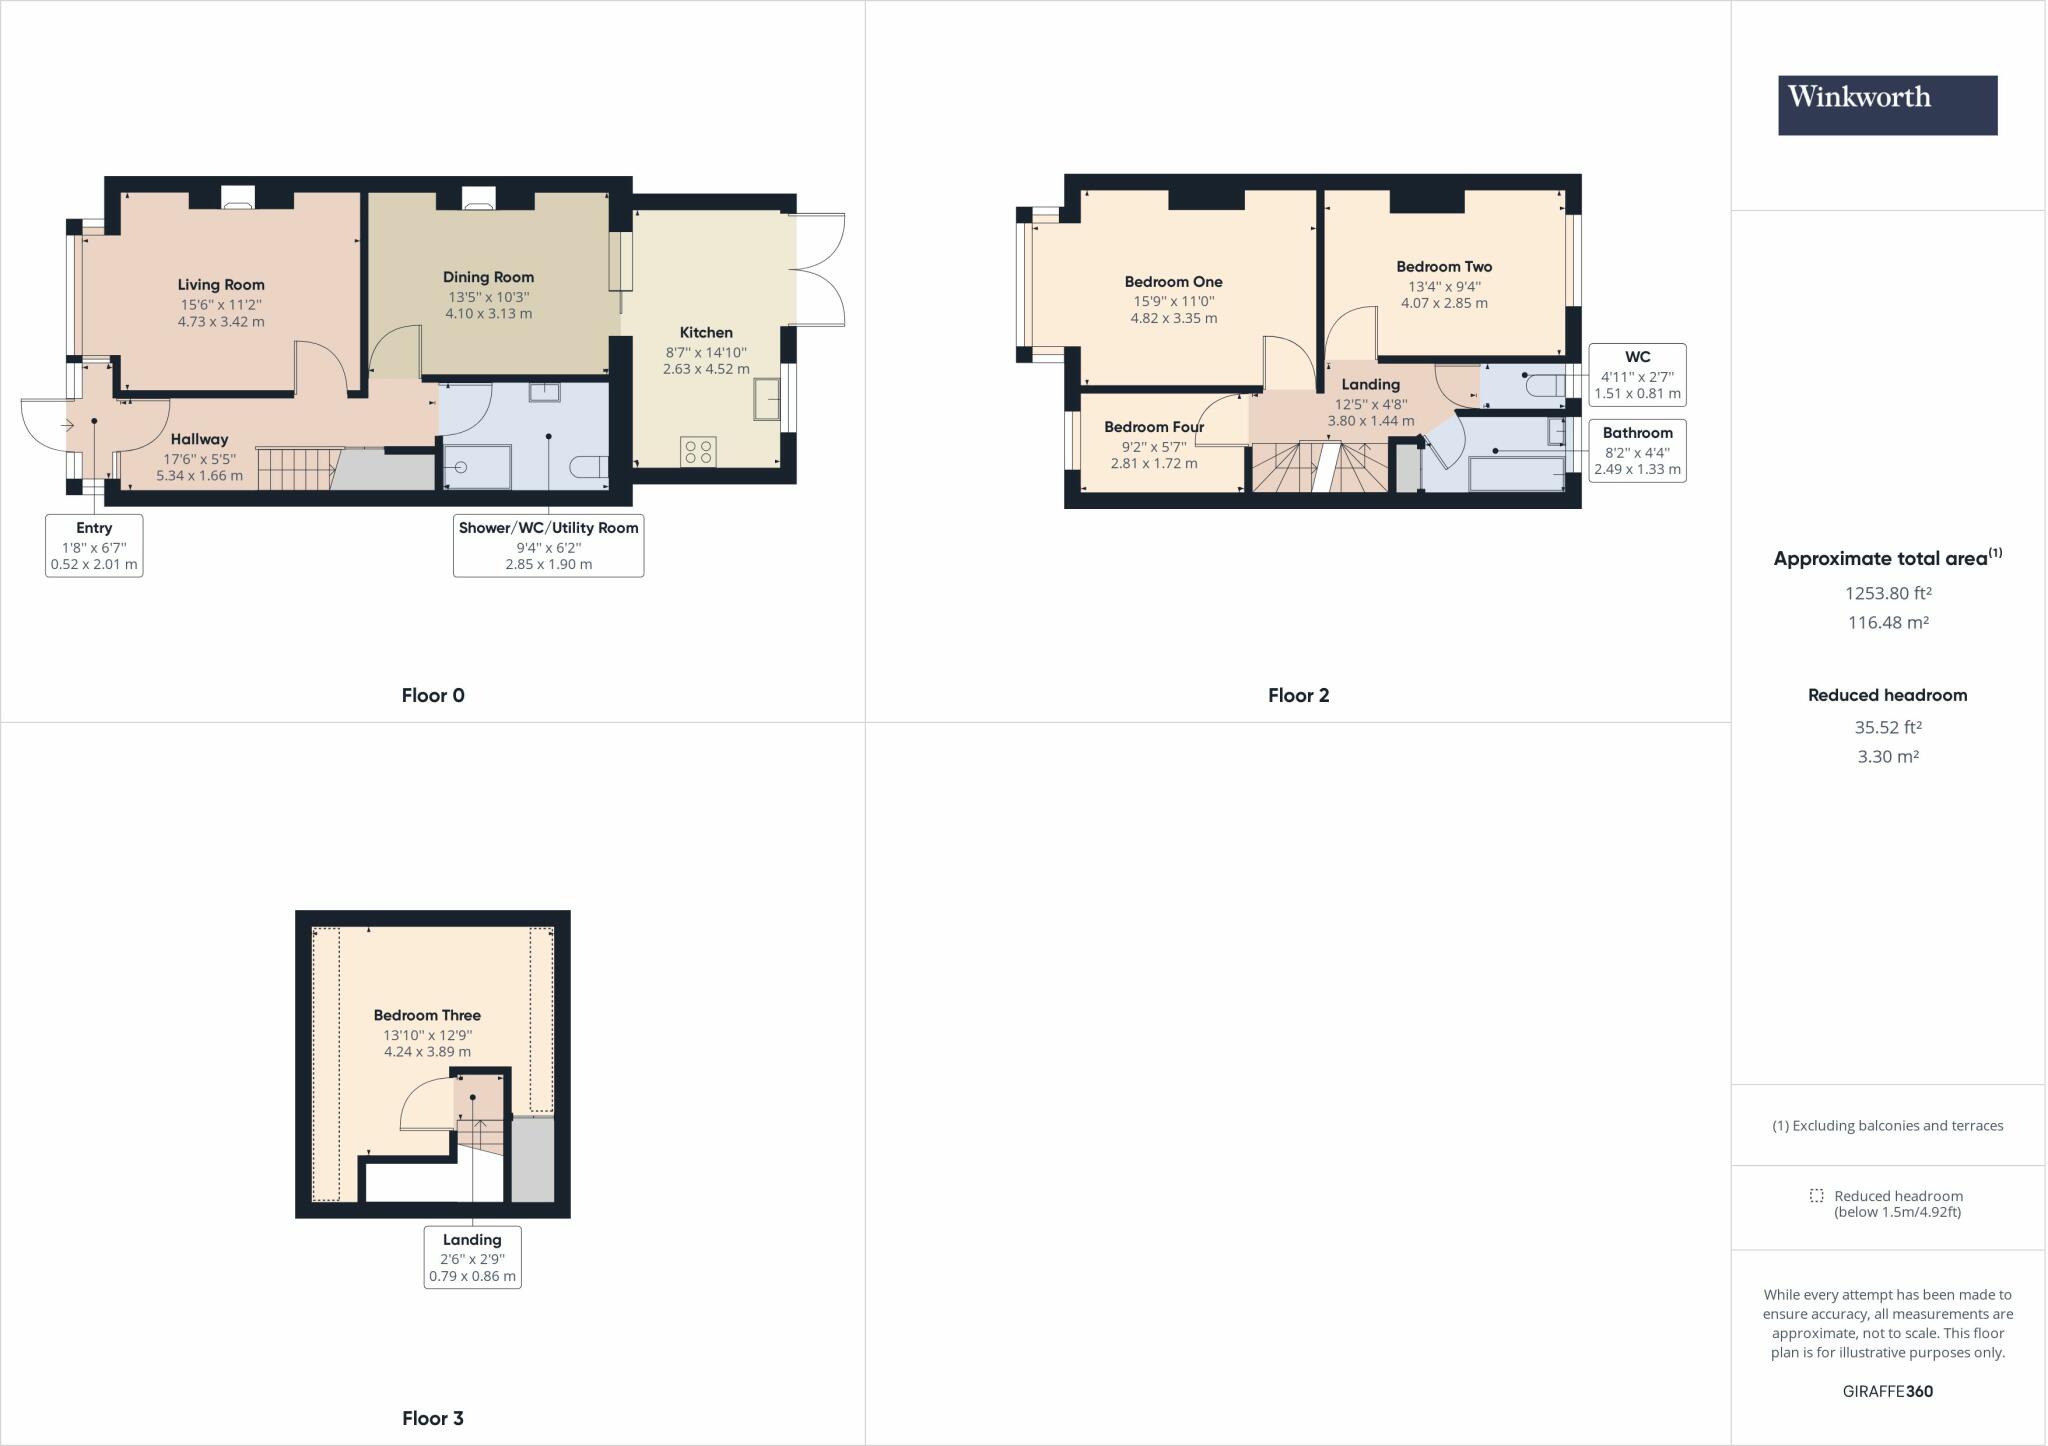 Living Room
15'6" x 11'2"
4.73 x 3.42 m
Dining Room
13'5" x 10'3"
4.10 x 3.13 m
Kitchen
8'7" x 14'10"
2.63 x 4.52 m
Hallway
17'6" x 5'5"
5.34 x 1.66 m
Entry
1'8" x 6'7"
0.52 x 2.01 m
Shower/WC/Utility Room
9'4" x 6'2"
2.85 x 1.90 m
Floor 0
Bedroom One
15'9" x 11'0"
4.82 x 3.35 m
Bedroom Two
13'4" x 9'4"
4.07 x 2.85 m
WC
4'11" x 2'7"
1.51 x 0.81 m
Landing
12'5" x 4'8"
3.80 x 1.44 m
Bedroom Four
9'2" x 5'7"
2.81 x 1.72 m
Bathroom
8'2" x 4'4"
2.49 x 1.33 m
Floor 2
Bedroom Three
13'10" x 12'9"
4.24 x 3.89 m
Landing
2'6" x 2'9"
0.79 x 0.86 m
Floor 3
Winkworth
Approximate total area(1)
1253.80 ft²
116.48 m²
Reduced headroom
35.52 ft²
3.30 m²
(1) Excluding balconies and terraces
Reduced headroom
(below 1.5m/4.92ft)
While every attempt has been made to
ensure accuracy, all measurements are
approximate, not to scale. This floor
plan is for illustrative purposes only.
GIRAFFE360